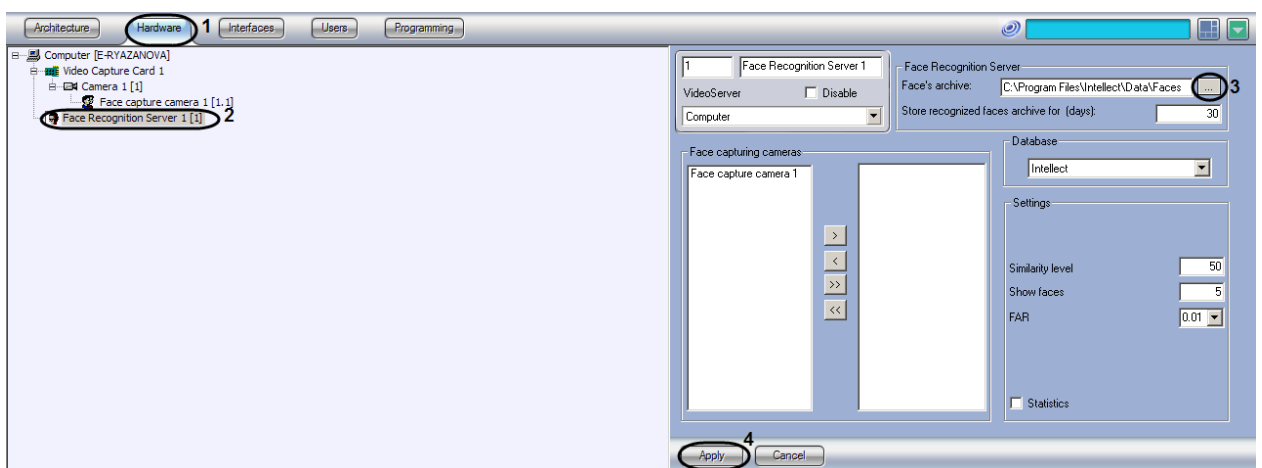 Architecture Hardware 1 Interfaces Users Programming
Computer [E-RYAZANOVA]
Video Capture Card 1
Camera 1 [1]
Face capture camera 1 [1.1]
Face Recognition Server 1 [1] 2
1 Face Recognition Server 1
VideoServer Disable
Computer
Face Recognition Server
Face's archive: C:\Program Files\Intellect\Data\Faces ... 3
Store recognized faces archive for (days): 30
Face capturing cameras
Face capture camera 1
>
<
>>
<<
Database
Intellect
Settings
Similarity level 50
Show faces 5
FAR 0.01
Statistics
4
Apply Cancel